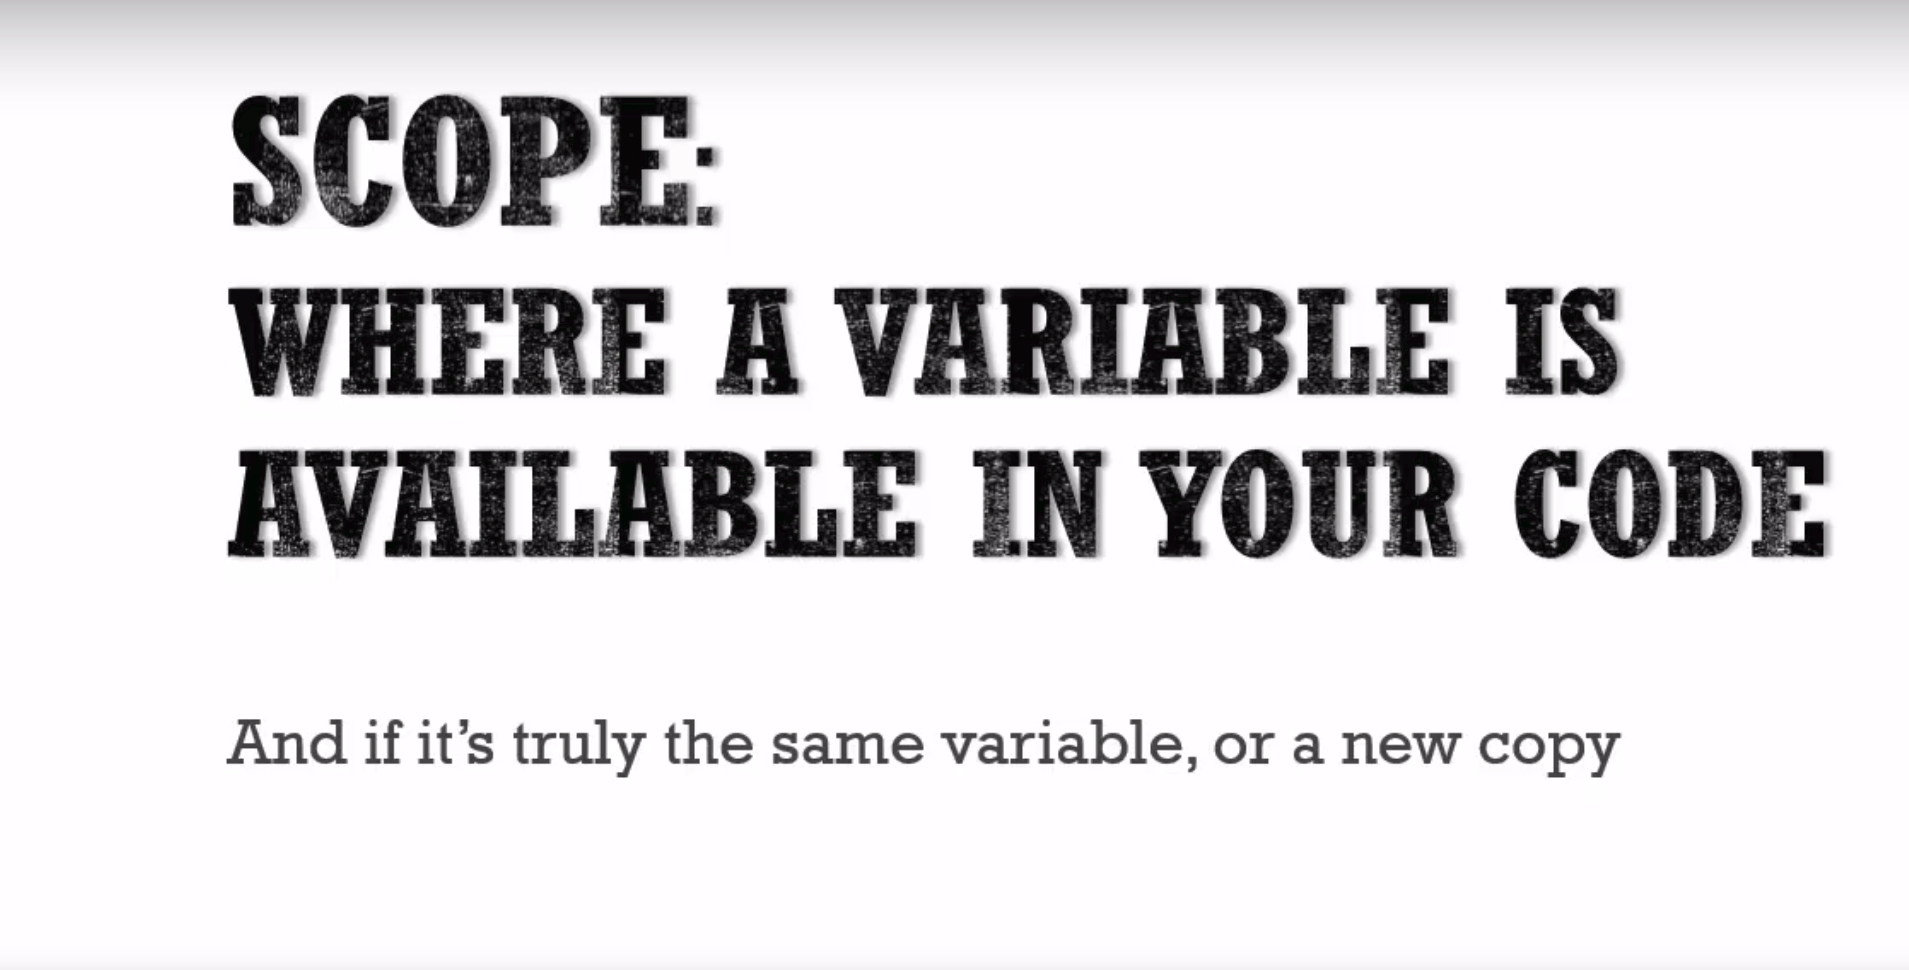 SCOPE:
WHERE A VARIABLE IS
AVAILABLE IN YOUR CODE
And if it’s truly the same variable, or a new copy